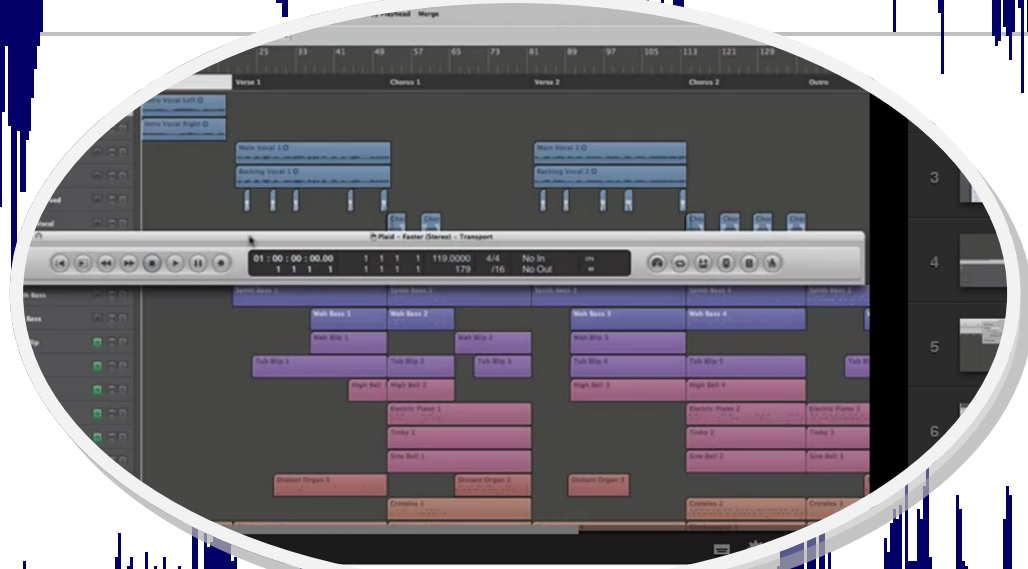 Playhead Merge
25 33 41 49 57 65 73 81 89 97 105 113 121 129
Verse 1 Chorus 1 Verse 2 Chorus 2 Outro
Intro Vocal Left
Intro Vocal Right
Main Vocal 1 Main Vocal 2
Backing Vocal 1 Backing Vocal 2
3
Plaid – Faster (Stereo) – Transport
01 : 00 : 00 : 00.00 1 1 1 1 119.0000 4/4 No In
1 1 1 1 1 1 1 1 179 /16 No Out
4
Synth Bass 1 Synth Bass 2 Synth Bass 3 Synth Bass 4 Synth Bass 5
Wah Bass 1 Wah Bass 2 Wah Bass 3 Wah Bass 4
Wah Blip 1 Wah Blip 2 Wah Blip 3
5
Tub Blip 1 Tub Blip 2 Tub Blip 3 Tub Blip 4 Tub Blip 5
High Bell High Bell 2 High Bell 3 High Bell 4
Electric Piano 1 Electric Piano 2 Electric Piano 3
6
Tinky 1 Tinky 2 Tinky 3
Sine Bell 1 Sine Bell 2 Sine Bell 3
Distant Organ 1 Distant Organ 2 Distant Organ 3
Crotales 1 Crotales 2 Crotales 3